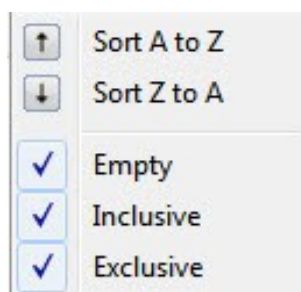 Sort A to Z
Sort Z to A
Empty
Inclusive
Exclusive